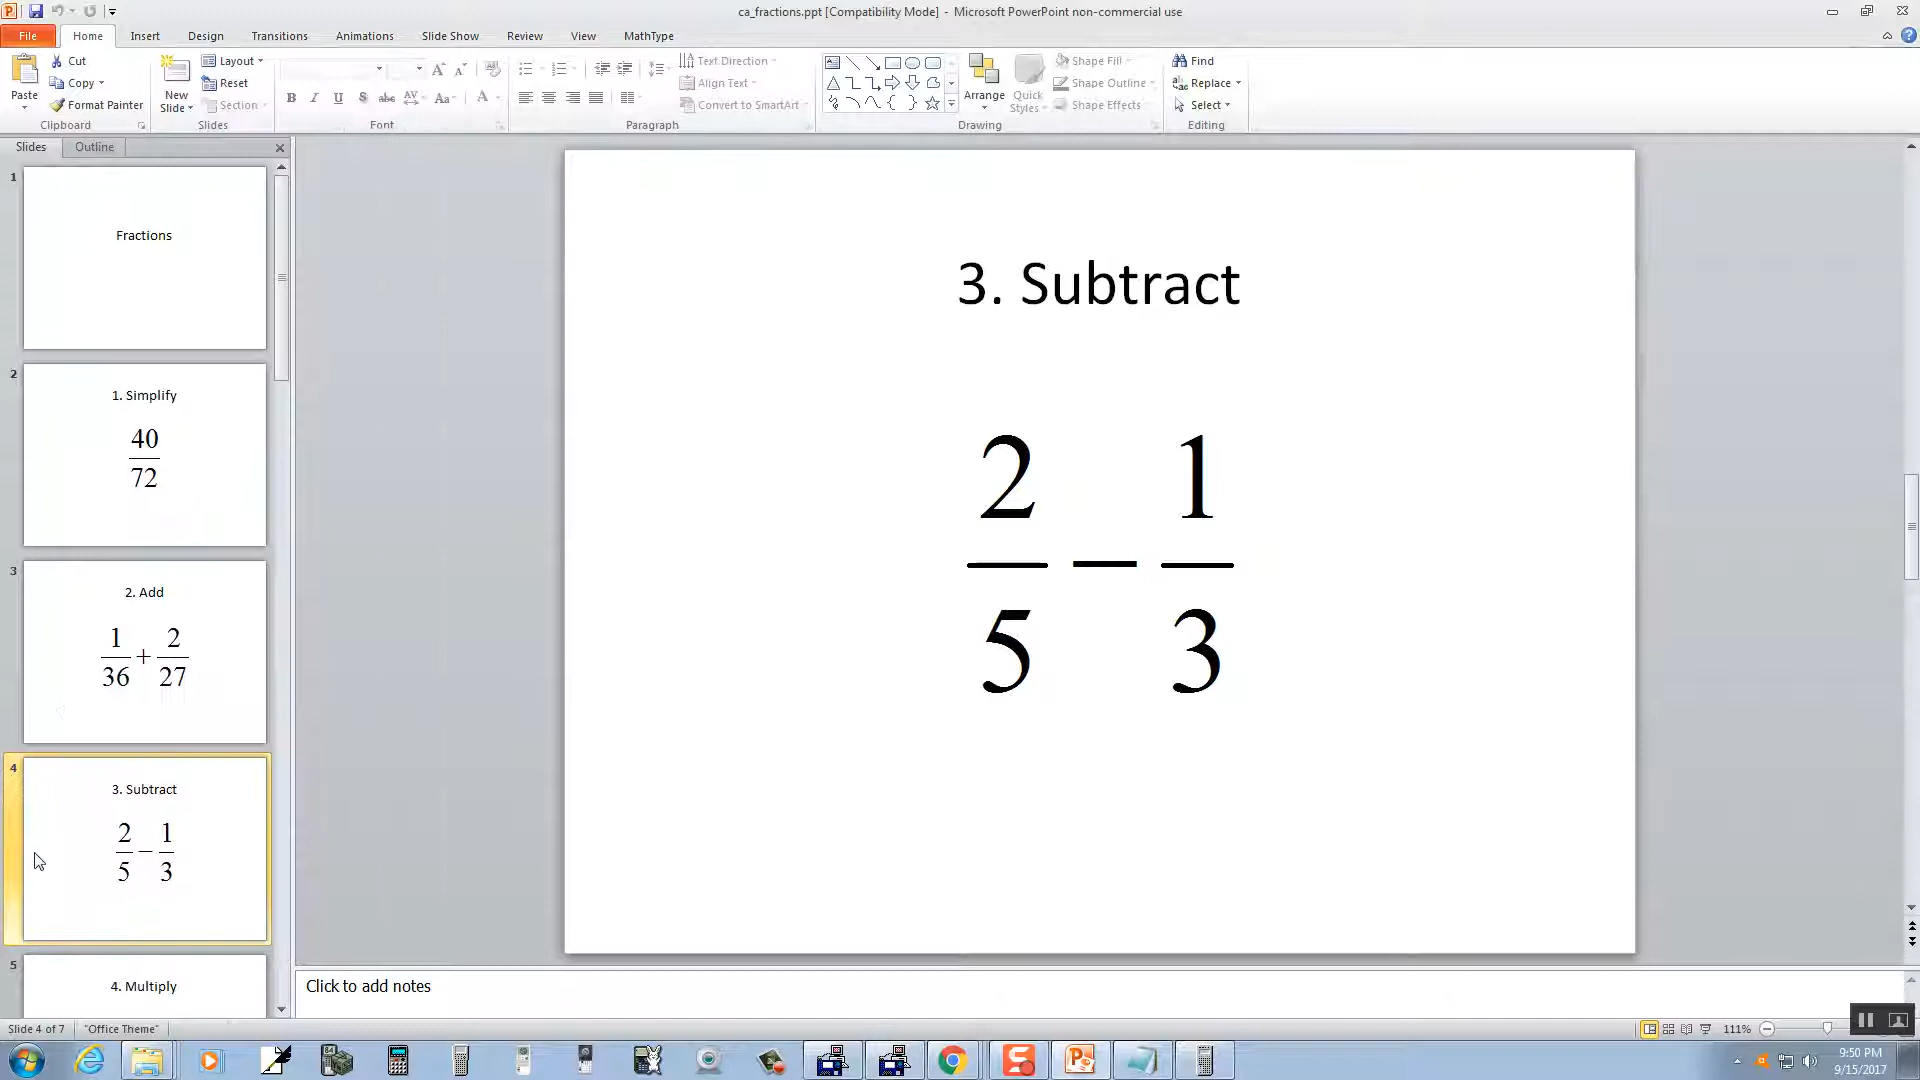 ca_fractions.ppt [Compatibility Mode] - Microsoft PowerPoint non-commercial use
File Home Insert Design Transitions Animations Slide Show Review View MathType
Paste
Cut
Copy
Format Painter
Clipboard
New Slide
Layout
Reset
Section
Slides
B I U S abc AV Aa A
Font
Text Direction
Align Text
Convert to SmartArt
Paragraph
Arrange
Quick Styles
Shape Fill
Shape Outline
Shape Effects
Drawing
Find
Replace
Select
Editing
Slides Outline
1
Fractions
2
1. Simplify
40
72
3
2. Add
1 + 2
36 27
4
3. Subtract
2 − 1
5 3
5
4. Multiply
3. Subtract
2 − 1
5 3
Click to add notes
Slide 4 of 7 "Office Theme" 111%
84
9:50 PM
9/15/2017